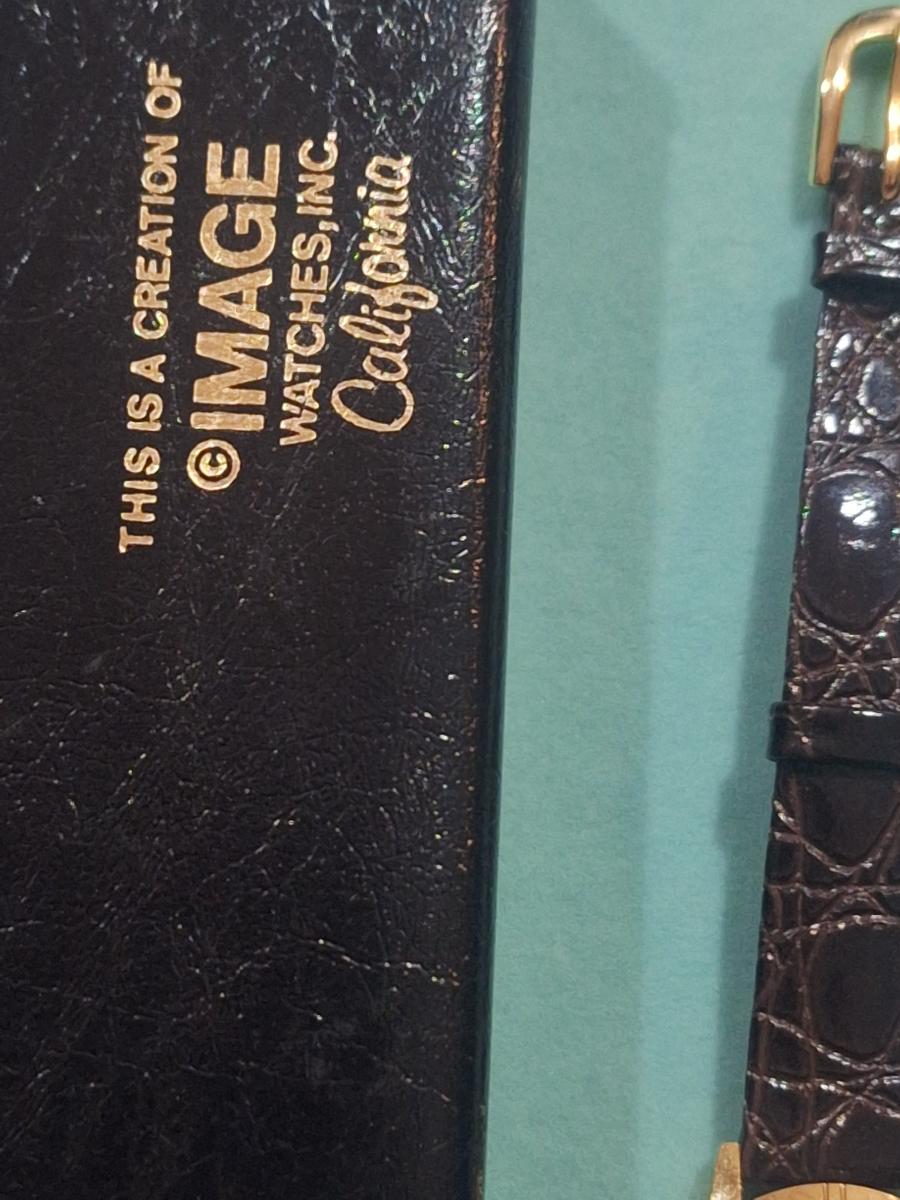 THIS IS A CREATION OF
©IMAGE
WATCHES,INC.
California